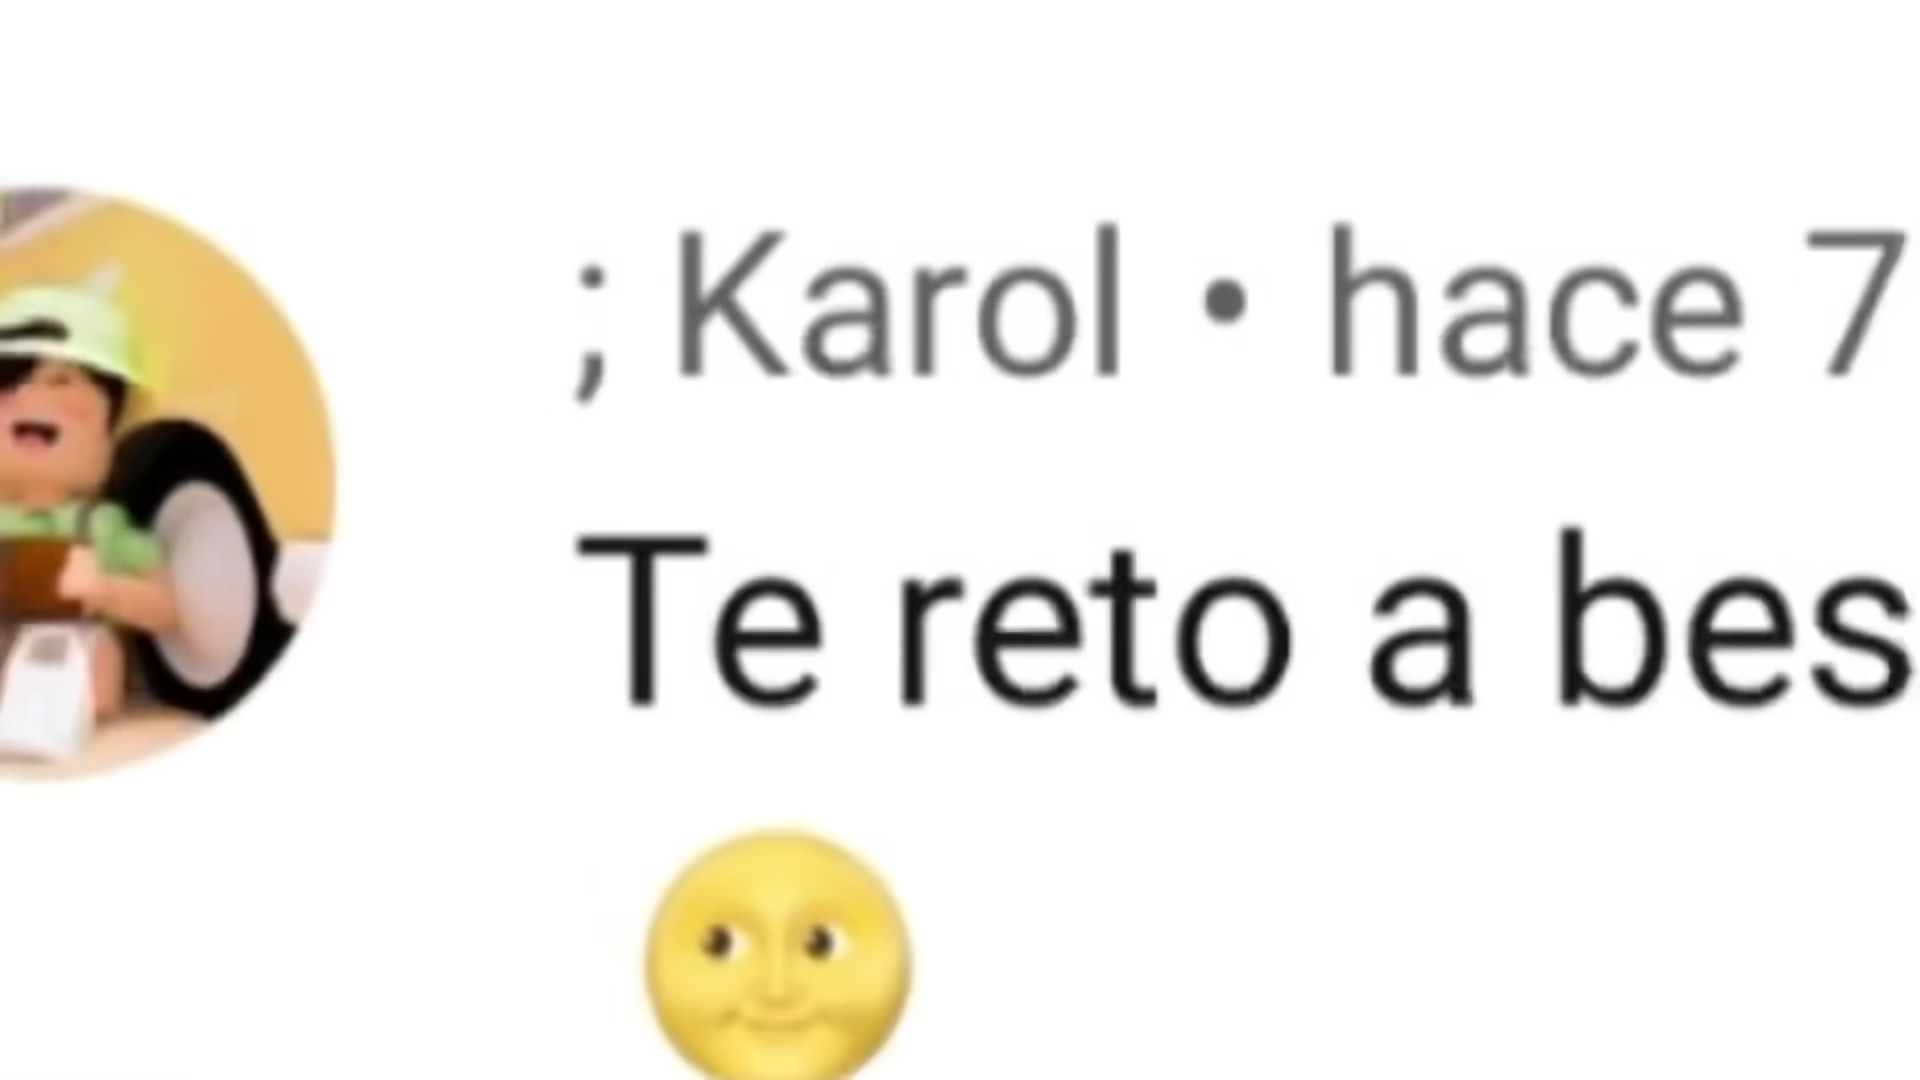 ; Karol • hace 7
Te reto a bes
🌝